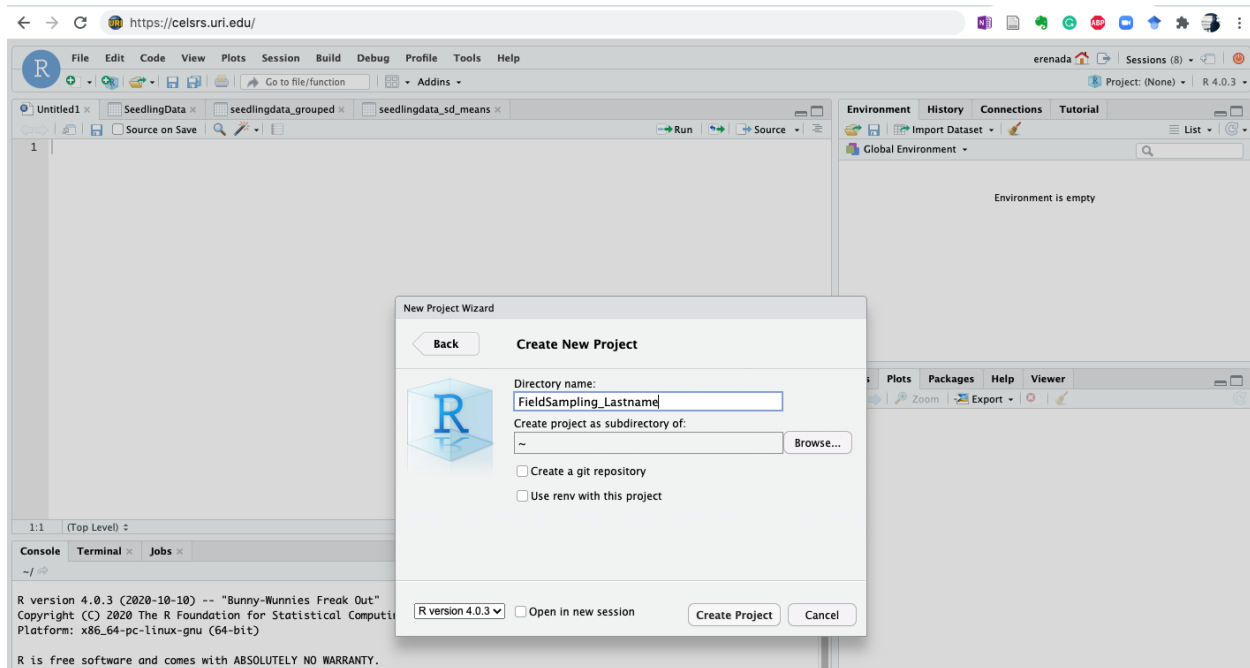 https://celsrs.uri.edu/
File Edit Code View Plots Session Build Debug Profile Tools Help
erenada Sessions (8)
Go to file/function Addins
Project: (None) R 4.0.3
Untitled1 SeedlingData seedlingdata_grouped seedlingdata_sd_means
Source on Save Run Source
1
Environment History Connections Tutorial
Import Dataset List
Global Environment
Environment is empty
New Project Wizard
Back Create New Project
R
Directory name:
FieldSampling_Lastname
Create project as subdirectory of:
~ Browse...
Create a git repository
Use renv with this project
R version 4.0.3 Open in new session Create Project Cancel
Plots Packages Help Viewer
Zoom Export
1:1 (Top Level)
Console Terminal Jobs
~/
R version 4.0.3 (2020-10-10) -- "Bunny-Wunnies Freak Out"
Copyright (C) 2020 The R Foundation for Statistical
Platform: x86_64-pc-linux-gnu (64-bit)
R is free software and comes with ABSOLUTELY NO WARRANTY.